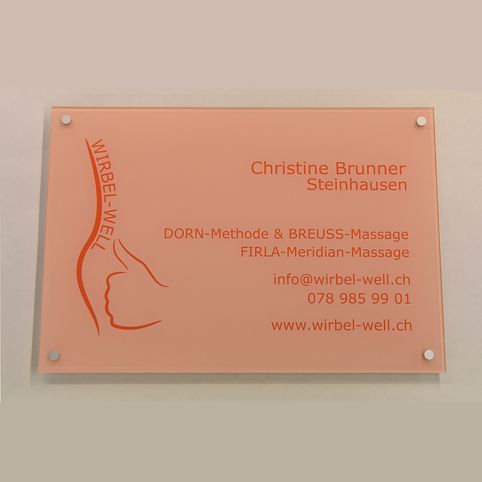 WIRBEL-WELL
Christine Brunner
Steinhausen
DORN-Methode & BREUSS-Massage
FIRLA-Meridian-Massage
info@wirbel-well.ch
078 985 99 01
www.wirbel-well.ch